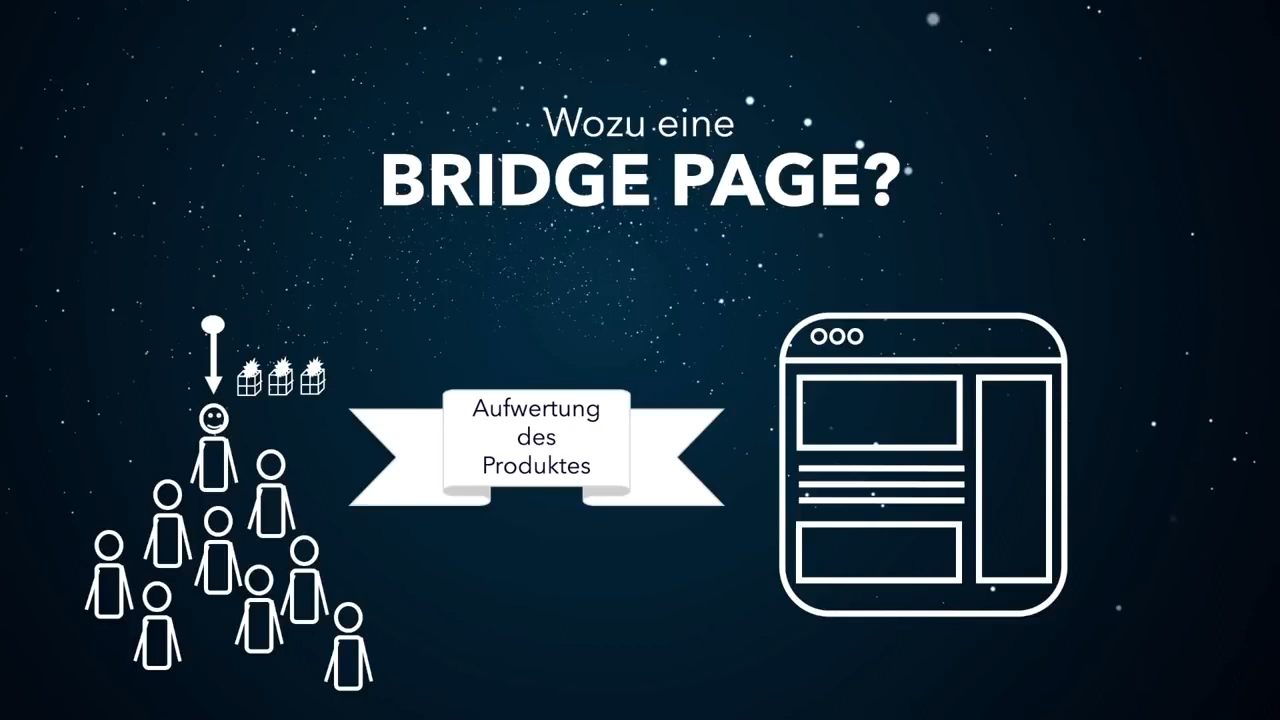 Wozu eine
BRIDGE PAGE?
Aufwertung
des
Produktes